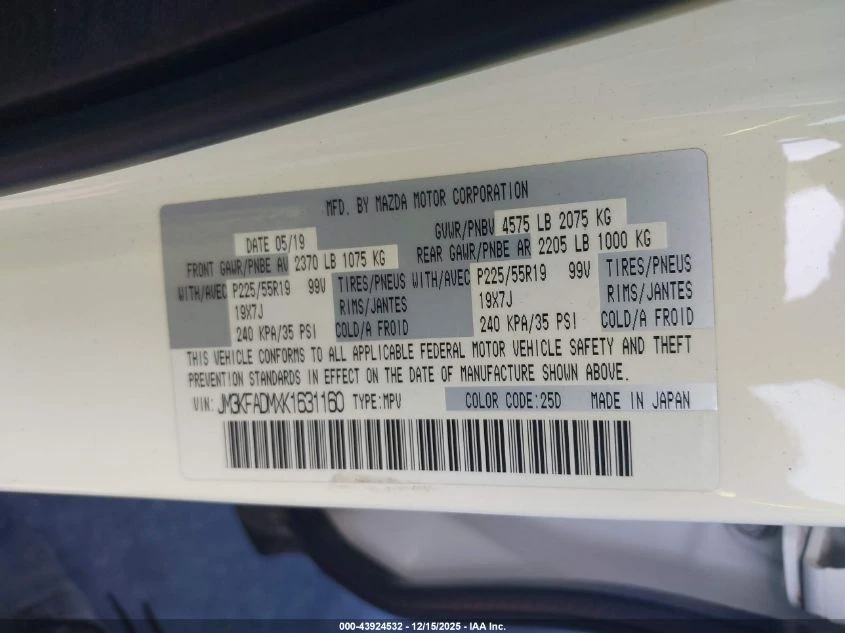 MFD. BY MAZDA MOTOR CORPORATION
DATE 05/19 GVWR/PNBV 4575 LB 2075 KG
FRONT GAWR/PNBE AV 2370 LB 1075 KG REAR GAWR/PNBE AR 2205 LB 1000 KG
WITH/AVEC P225/55R19 99V TIRES/PNEUS WITH/AVEC P225/55R19 99V TIRES/PNEUS
19X7J RIMS/JANTES 19X7J RIMS/JANTES
240 KPA/35 PSI COLD/A FROID 240 KPA/35 PSI COLD/A FROID
THIS VEHICLE CONFORMS TO ALL APPLICABLE FEDERAL MOTOR VEHICLE SAFETY AND THEFT
PREVENTION STANDARDS IN EFFECT ON THE DATE OF MANUFACTURE SHOWN ABOVE.
VIN: JM3KFADMXK1631160 TYPE:MPV COLOR CODE:25D MADE IN JAPAN
000-43924532 - 12/15/2025 - IAA Inc.